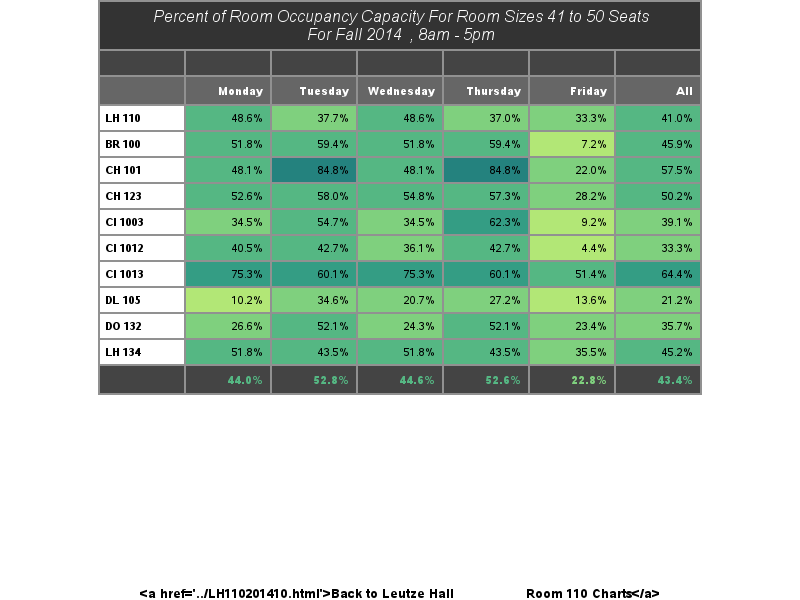 Percent of Room Occupancy Capacity For Room Sizes 41 to 50 Seats
For Fall 2014 , 8am - 5pm
Monday Tuesday Wednesday Thursday Friday All
LH 110 48.6% 37.7% 48.6% 37.0% 33.3% 41.0%
BR 100 51.8% 59.4% 51.8% 59.4% 7.2% 45.9%
CH 101 48.1% 84.8% 48.1% 84.8% 22.0% 57.5%
CH 123 52.6% 58.0% 54.8% 57.3% 28.2% 50.2%
CI 1003 34.5% 54.7% 34.5% 62.3% 9.2% 39.1%
CI 1012 40.5% 42.7% 36.1% 42.7% 4.4% 33.3%
CI 1013 75.3% 60.1% 75.3% 60.1% 51.4% 64.4%
DL 105 10.2% 34.6% 20.7% 27.2% 13.6% 21.2%
DO 132 26.6% 52.1% 24.3% 52.1% 23.4% 35.7%
LH 134 51.8% 43.5% 51.8% 43.5% 35.5% 45.2%
44.0% 52.8% 44.6% 52.6% 22.8% 43.4%
<a href='../LH110201410.html'>Back to Leutze Hall Room 110 Charts</a>